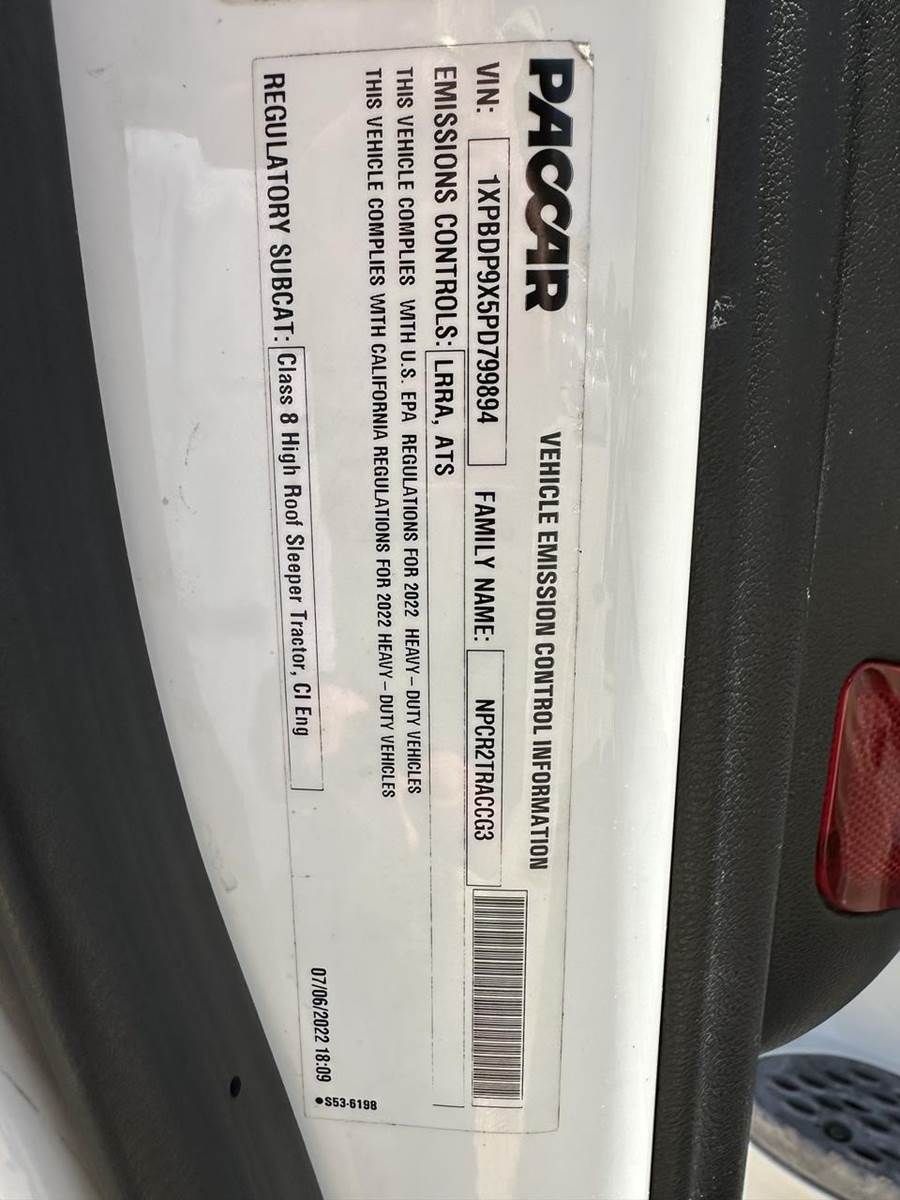 PACCAR VEHICLE EMISSION CONTROL INFORMATION
VIN: 1XPBDP9X5PD799894 FAMILY NAME: NPCR2TRACCG3
EMISSIONS CONTROLS: LRRA, ATS
THIS VEHICLE COMPLIES WITH U.S. EPA REGULATIONS FOR 2022 HEAVY-DUTY VEHICLES
THIS VEHICLE COMPLIES WITH CALIFORNIA REGULATIONS FOR 2022 HEAVY-DUTY VEHICLES
REGULATORY SUBCAT: Class 8 High Roof Sleeper Tractor, CI Eng
07/06/2022 18:09
●S53-6198